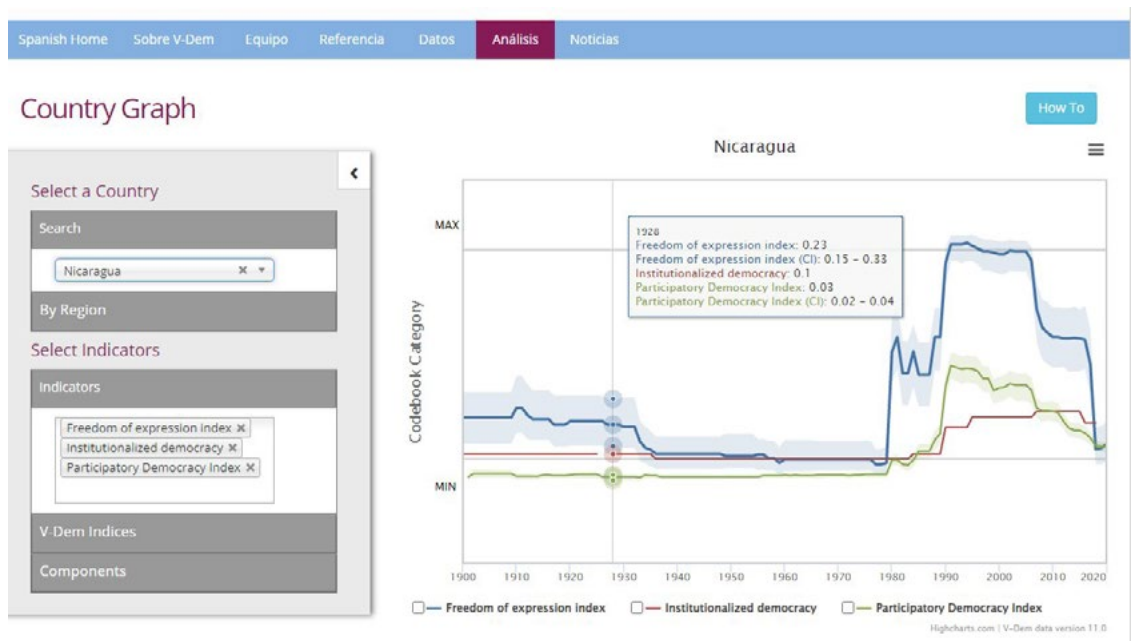 Spanish Home Sobre V-Dem Equipo Referencia Datos Análisis Noticias
Country Graph
How To
Select a Country
Search
Nicaragua
By Region
Select Indicators
Indicators
Freedom of expression index
Institutionalized democracy
Participatory Democracy Index
V-Dem Indices
Components
Nicaragua
MAX
Codebook Category
MIN
1928
Freedom of expression index: 0.23
Freedom of expression index (CI): 0.15 - 0.33
Institutionalized democracy: 0.1
Participatory Democracy Index: 0.03
Participatory Democracy Index (CI): 0.02 - 0.04
1900 1910 1920 1930 1940 1950 1960 1970 1980 1990 2000 2010 2020
Freedom of expression index Institutionalized democracy Participatory Democracy Index
Highcharts.com | V-Dem data version 11.0